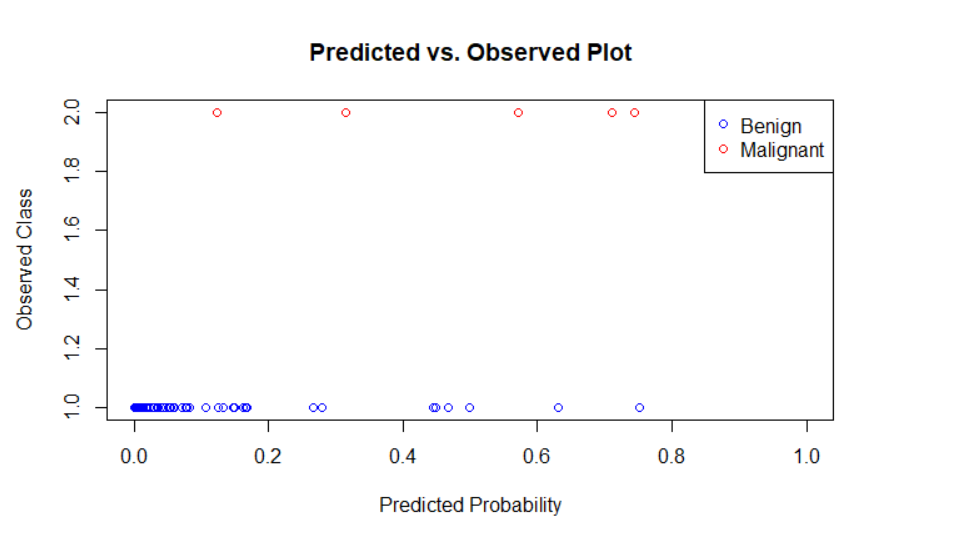 Predicted vs. Observed Plot
Benign
Malignant
Observed Class
2.0
1.8
1.6
1.4
1.2
1.0
0.0 0.2 0.4 0.6 0.8 1.0
Predicted Probability